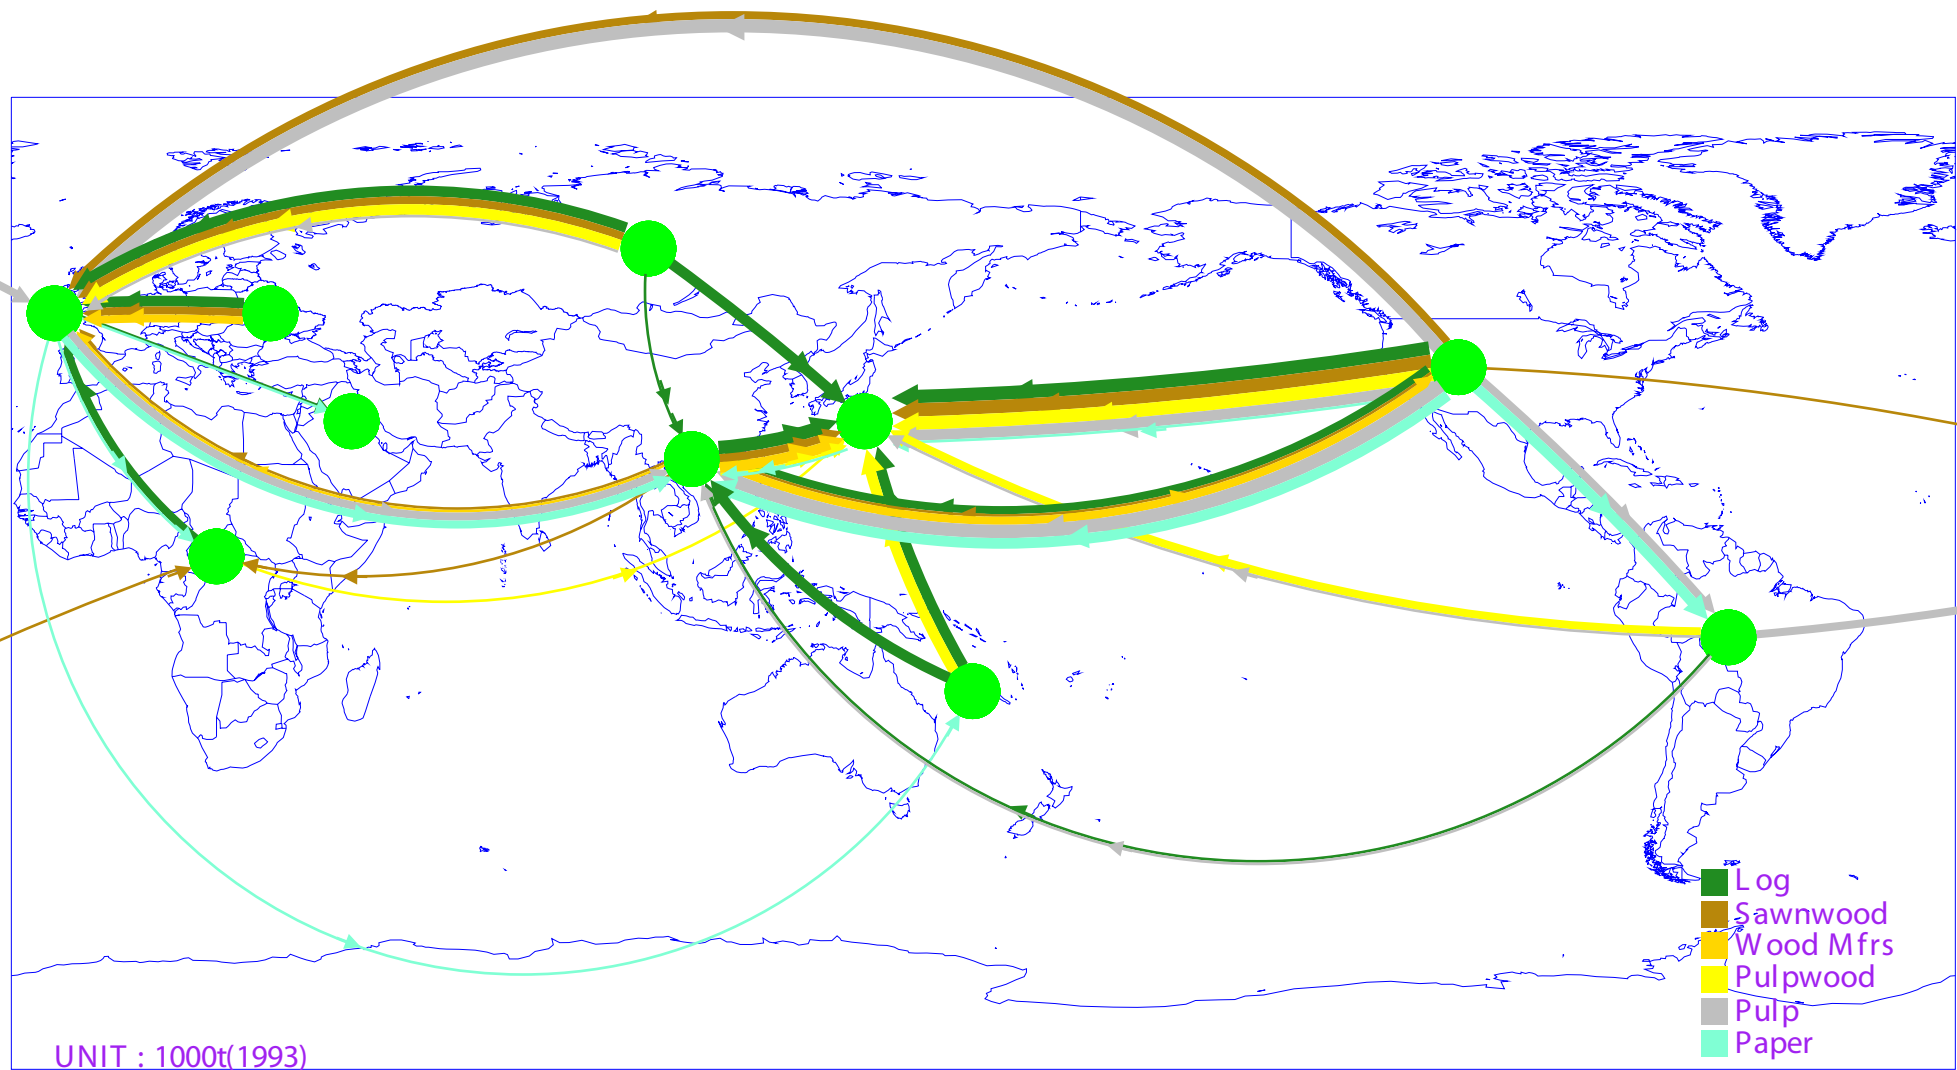 Log
Sawnwood
Wood Mfrs
Pulpwood
Pulp
Paper
UNIT : 1000t(1993)